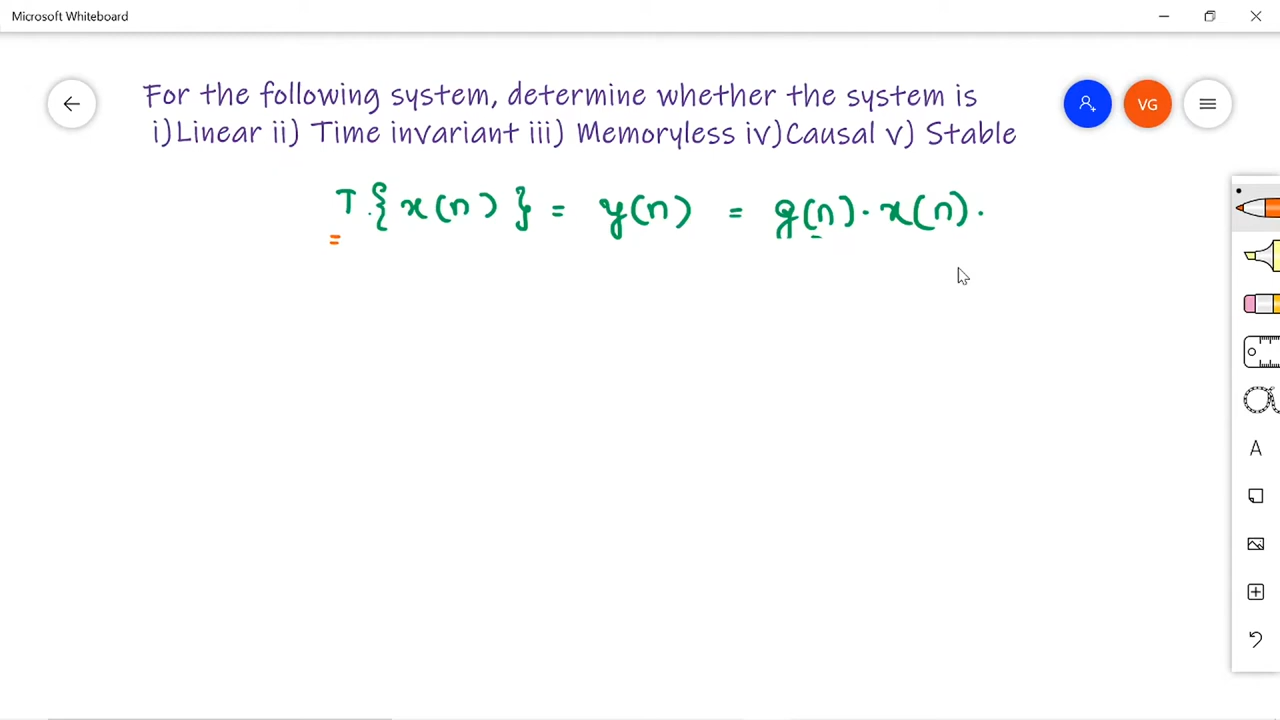 Microsoft Whiteboard
For the following system, determine whether the system is
VG
i)Linear ii) Time invariant iii) Memoryless iv)Causal v) Stable
T.{x(n)} = y(n) = g(n)·x(n).
=
A